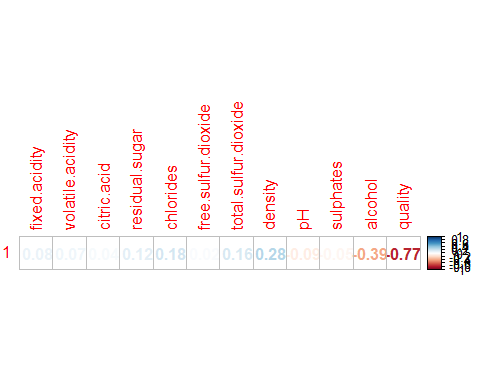 fixed.acidity
volatile.acidity
citric.acid
residual.sugar
chlorides
free.sulfur.dioxide
total.sulfur.dioxide
density
pH
sulphates
alcohol
quality
1 0.08 0.07 0.12 0.18 0.16 0.28 -0.09 -0.05 -0.39 -0.77